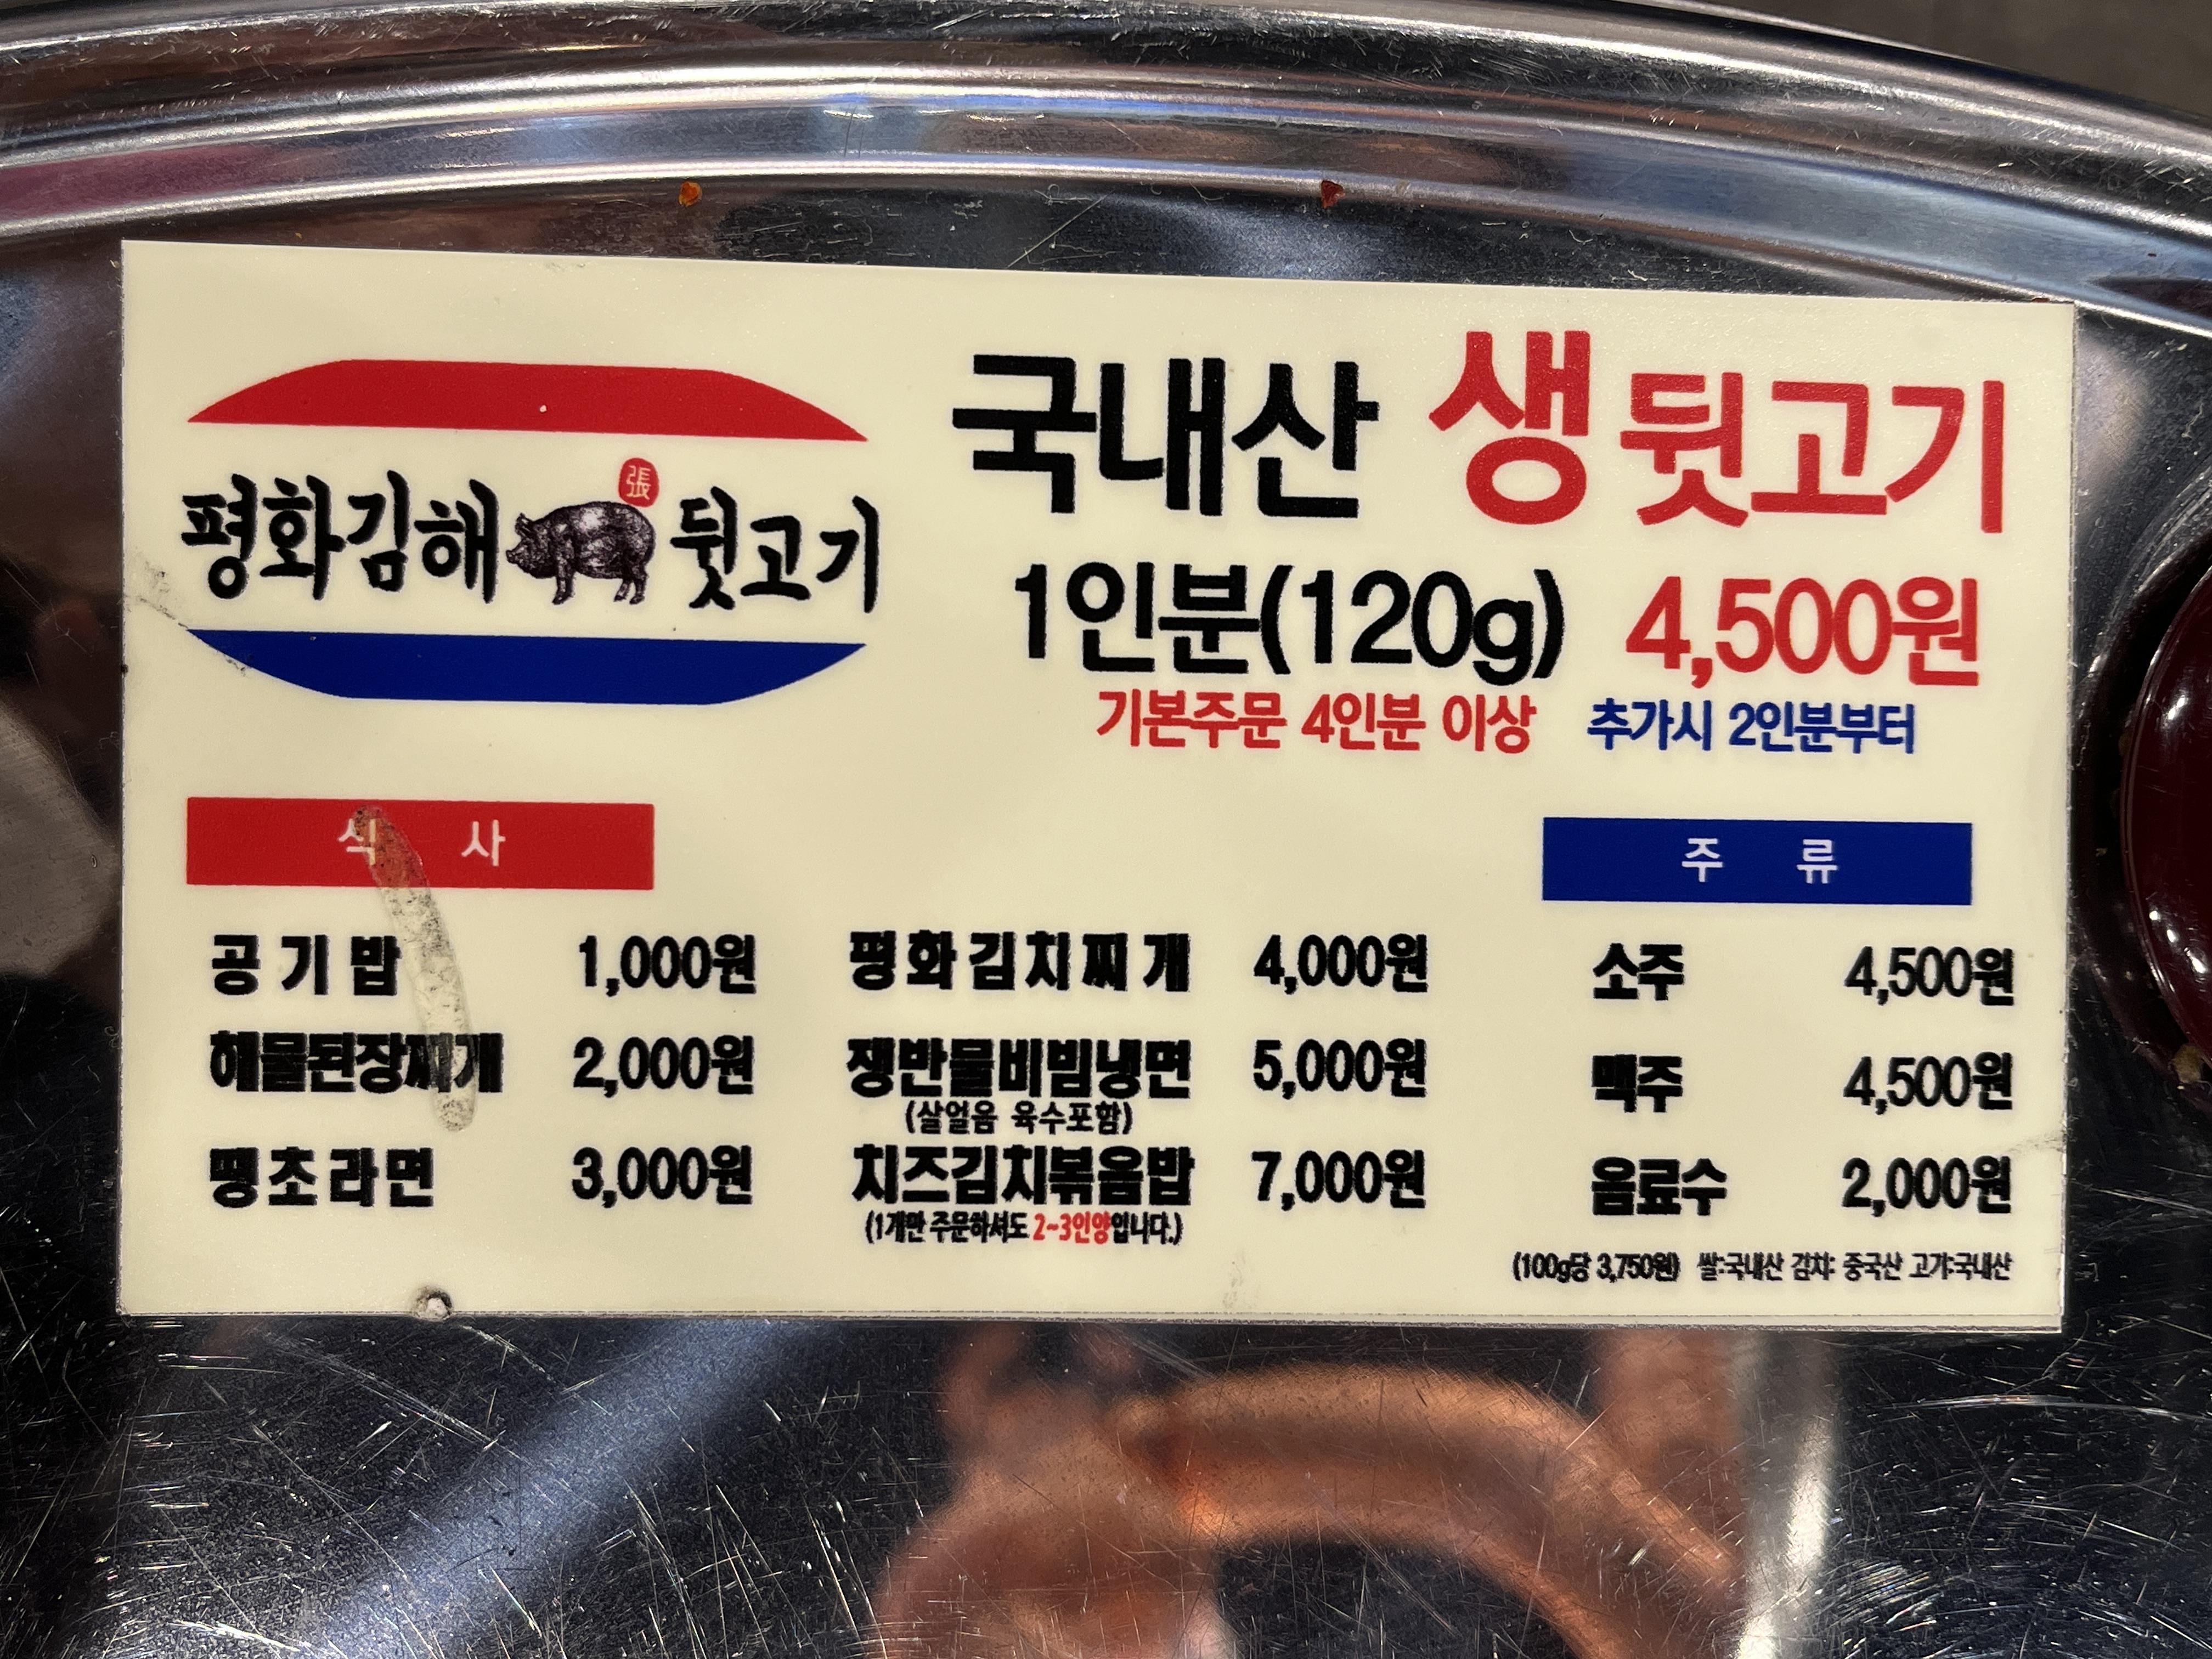 평화김해 張 뒷고기
국내산 생뒷고기
1인분(120g) 4,500원
기본주문 4인분 이상 추가시 2인분부터
식 사
공기밥 1,000원
해물된장찌개 2,000원
땡초라면 3,000원
평화김치찌개 4,000원
쟁반물비빔냉면 5,000원
(살얼음 육수포함)
치즈김치볶음밥 7,000원
(1개만 주문하셔도 2~3인양입니다.)
주 류
소주 4,500원
맥주 4,500원
음료수 2,000원
(100g당 3,750원) 쌀:국내산 김치: 중국산 고기:국내산